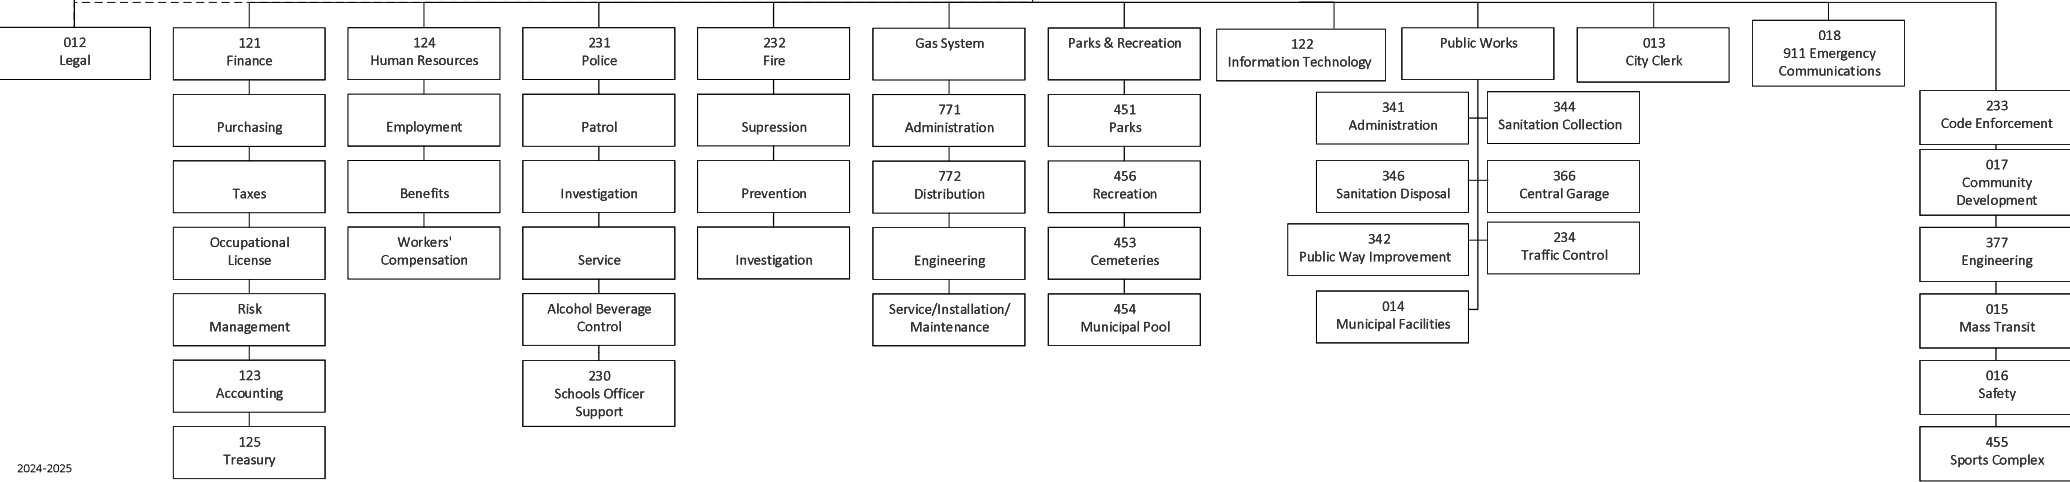 012
Legal
121
Finance
Purchasing
Taxes
Occupational
License
Risk
Management
123
Accounting
125
Treasury
124
Human Resources
Employment
Benefits
Workers'
Compensation
231
Police
Patrol
Investigation
Service
Alcohol Beverage
Control
230
Schools Officer
Support
232
Fire
Supression
Prevention
Investigation
Gas System
771
Administration
772
Distribution
Engineering
Service/Installation/
Maintenance
Parks & Recreation
451
Parks
456
Recreation
453
Cemeteries
454
Municipal Pool
122
Information Technology
Public Works
341
Administration
344
Sanitation Collection
346
Sanitation Disposal
366
Central Garage
342
Public Way Improvement
234
Traffic Control
014
Municipal Facilities
013
City Clerk
018
911 Emergency
Communications
233
Code Enforcement
017
Community
Development
377
Engineering
015
Mass Transit
016
Safety
455
Sports Complex
2024-2025